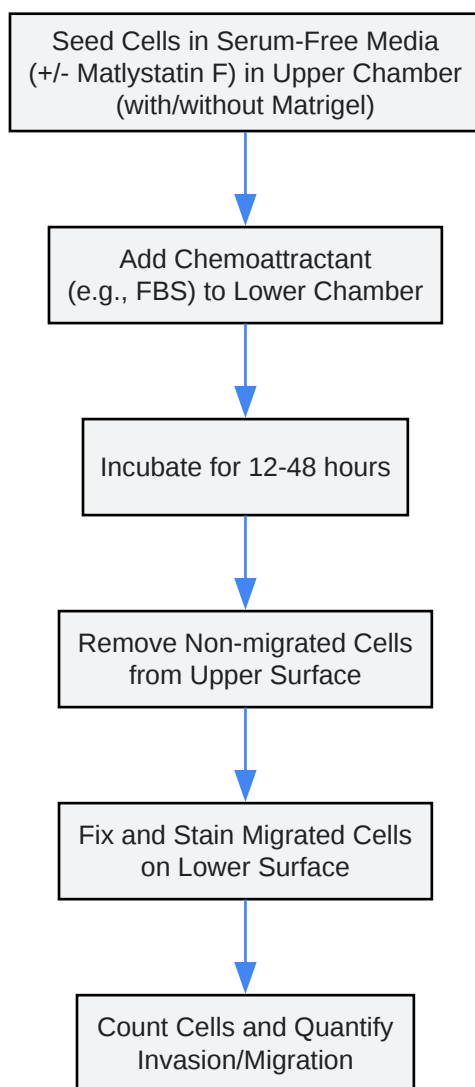 Seed Cells in Serum-Free Media
(+/- Matlystatin F) in Upper Chamber
(with/without Matrigel)
Add Chemoattractant
(e.g., FBS) to Lower Chamber
Incubate for 12-48 hours
Remove Non-migrated Cells
from Upper Surface
Fix and Stain Migrated Cells
on Lower Surface
Count Cells and Quantify
Invasion/Migration